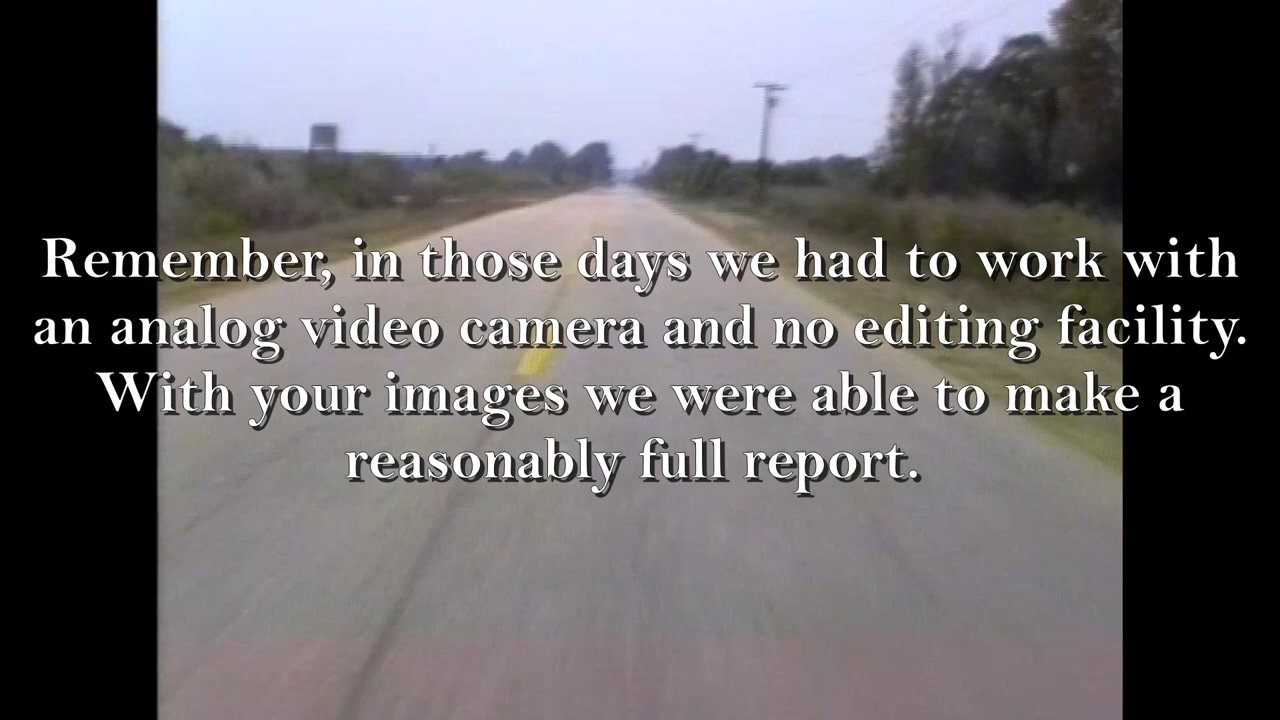 Remember, in those days we had to work with
an analog video camera and no editing facility.
With your images we were able to make a
reasonably full report.